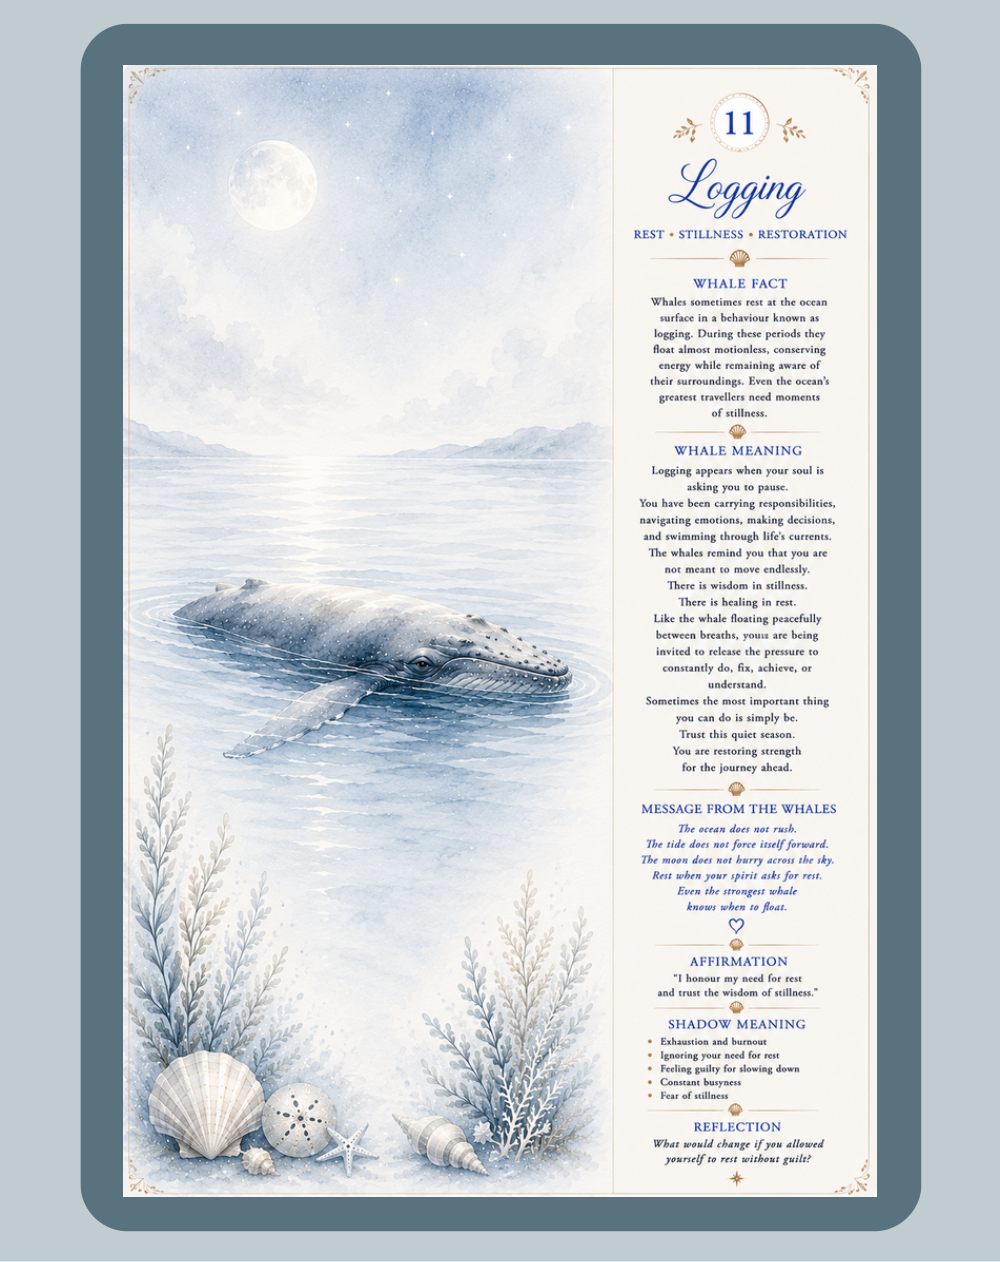 11
Logging
REST • STILLNESS • RESTORATION
WHALE FACT
Whales sometimes rest at the ocean
surface in a behaviour known as
logging. During these periods they
float almost motionless, conserving
energy while remaining aware of
their surroundings. Even the ocean's
greatest travellers need moments
of stillness.
WHALE MEANING
Logging appears when your soul is
asking you to pause.
You have been carrying responsibilities,
navigating emotions, making decisions,
and swimming through life's currents.
The whales remind you that you are
not meant to move endlessly.
There is wisdom in stillness.
There is healing in rest.
Like the whale floating peacefully
between breaths, are being
invited to release the pressure to
constantly do, fix, achieve, or
understand.
Sometimes the most important thing
you can do is simply be.
Trust this quiet season.
You are restoring strength
for the journey ahead.
MESSAGE FROM THE WHALES
The ocean does not rush.
The tide does not force itself forward.
The moon does not hurry across the sky.
Rest when your spirit asks for rest.
Even the strongest whale
knows when to float.
AFFIRMATION
"I honour my need for rest
and trust the wisdom of stillness."
SHADOW MEANING
• Exhaustion and burnout
• Ignoring your need for rest
• Feeling guilty for slowing down
• Constant busyness
• Fear of stillness
REFLECTION
What would change if you allowed
yourself to rest without guilt?